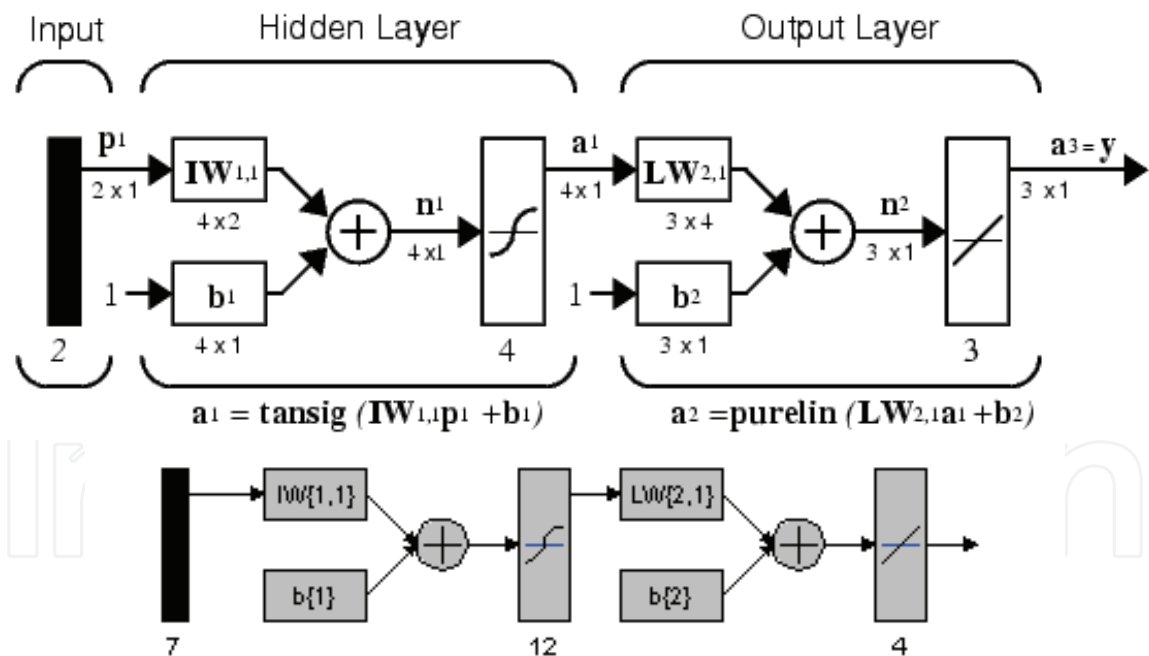 Input Hidden Layer Output Layer
p1 a1 a3 = y
IW1,1 LW2,1
2 x 1 4 x 1 3 x 1
n1 n2
4 x 2 3 x 4
4 x1 3 x 1
1 b1 1 b2
4 x 1 3 x 1
2 4 3
a1 = tansig (IW1,1p1 +b1) a2 =purelin (LW2,1a1 +b2)
IW{1,1} LW{2,1}
b{1} b{2}
7 12 4